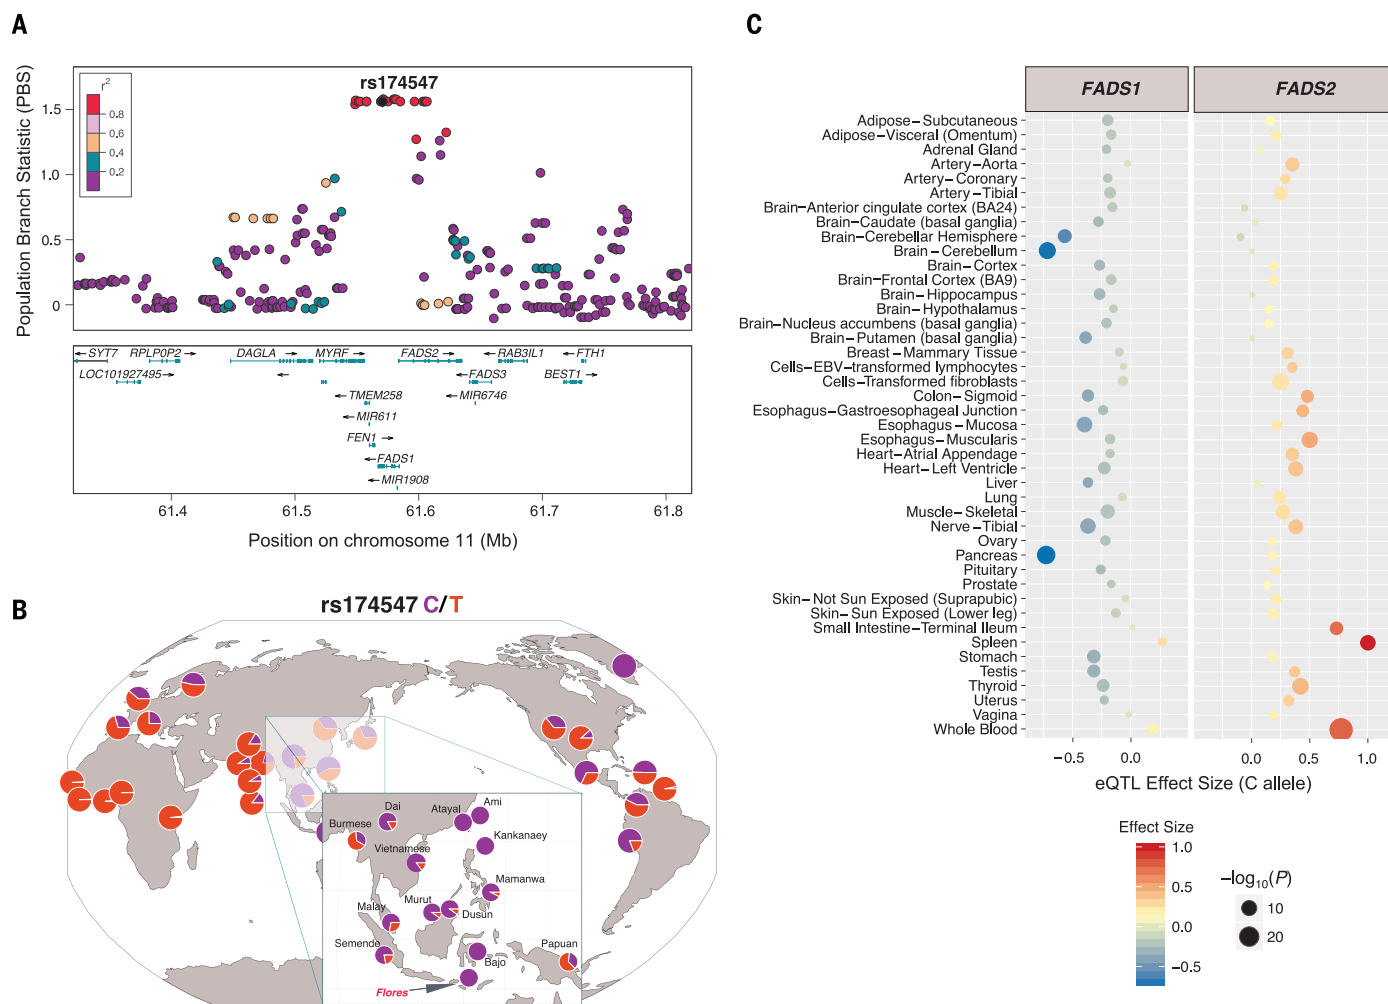 A
rs174547
Population Branch Statistic (PBS)
r2
0.8
0.6
0.4
0.2
1.5
1.0
0.5
0
SYT7 RPLP0P2 DAGLA MYRF FADS2 RAB3IL1 FTH1
LOC101927495 FADS3 BEST1
TMEM258 MIR6746
MIR611
FEN1
FADS1
MIR1908
61.4 61.5 61.6 61.7 61.8
Position on chromosome 11 (Mb)
B
rs174547 C/T
Dai
Atayal
Ami
Burmese
Kankanaey
Vietnamese
Mamanwa
Malay
Murut
Dusun
Semende
Bajo
Papuan
Flores
C
FADS1 FADS2
Adipose−Subcutaneous
Adipose−Visceral (Omentum)
Adrenal Gland
Artery−Aorta
Artery−Coronary
Artery−Tibial
Brain−Anterior cingulate cortex (BA24)
Brain−Caudate (basal ganglia)
Brain−Cerebellar Hemisphere
Brain−Cerebellum
Brain−Cortex
Brain−Frontal Cortex (BA9)
Brain−Hippocampus
Brain−Hypothalamus
Brain−Nucleus accumbens (basal ganglia)
Brain−Putamen (basal ganglia)
Breast−Mammary Tissue
Cells−EBV−transformed lymphocytes
Cells−Transformed fibroblasts
Colon−Sigmoid
Esophagus−Gastroesophageal Junction
Esophagus−Mucosa
Esophagus−Muscularis
Heart−Atrial Appendage
Heart−Left Ventricle
Liver
Lung
Muscle−Skeletal
Nerve−Tibial
Ovary
Pancreas
Pituitary
Prostate
Skin−Not Sun Exposed (Suprapubic)
Skin−Sun Exposed (Lower leg)
Small Intestine−Terminal Ileum
Spleen
Stomach
Testis
Thyroid
Uterus
Vagina
Whole Blood
−0.5 0.0 0.0 0.5 1.0
eQTL Effect Size (C allele)
Effect Size
1.0
0.5
0.0
−0.5
−log10(P)
10
20